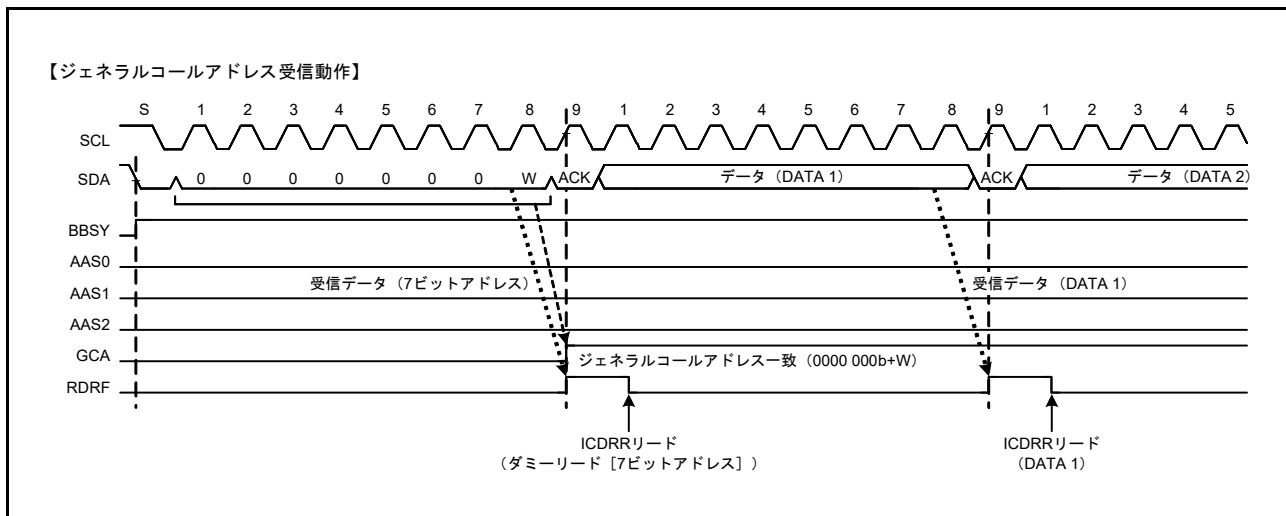 【ジェネラルコールアドレス受信動作】
S 1 2 3 4 5 6 7 8 9 1 2 3 4 5 6 7 8 9 1 2 3 4 5
SCL
SDA 0 0 0 0 0 0 0 W ACK データ（DATA 1） ACK データ（DATA 2）
BBSY
AAS0
受信データ（7ビットアドレス） 受信データ（DATA 1）
AAS1
AAS2
GCA ジェネラルコールアドレス一致（0000 000b+W）
RDRF
ICDRRリード ICDRRリード
（ダミーリード［7ビットアドレス］） (DATA 1)